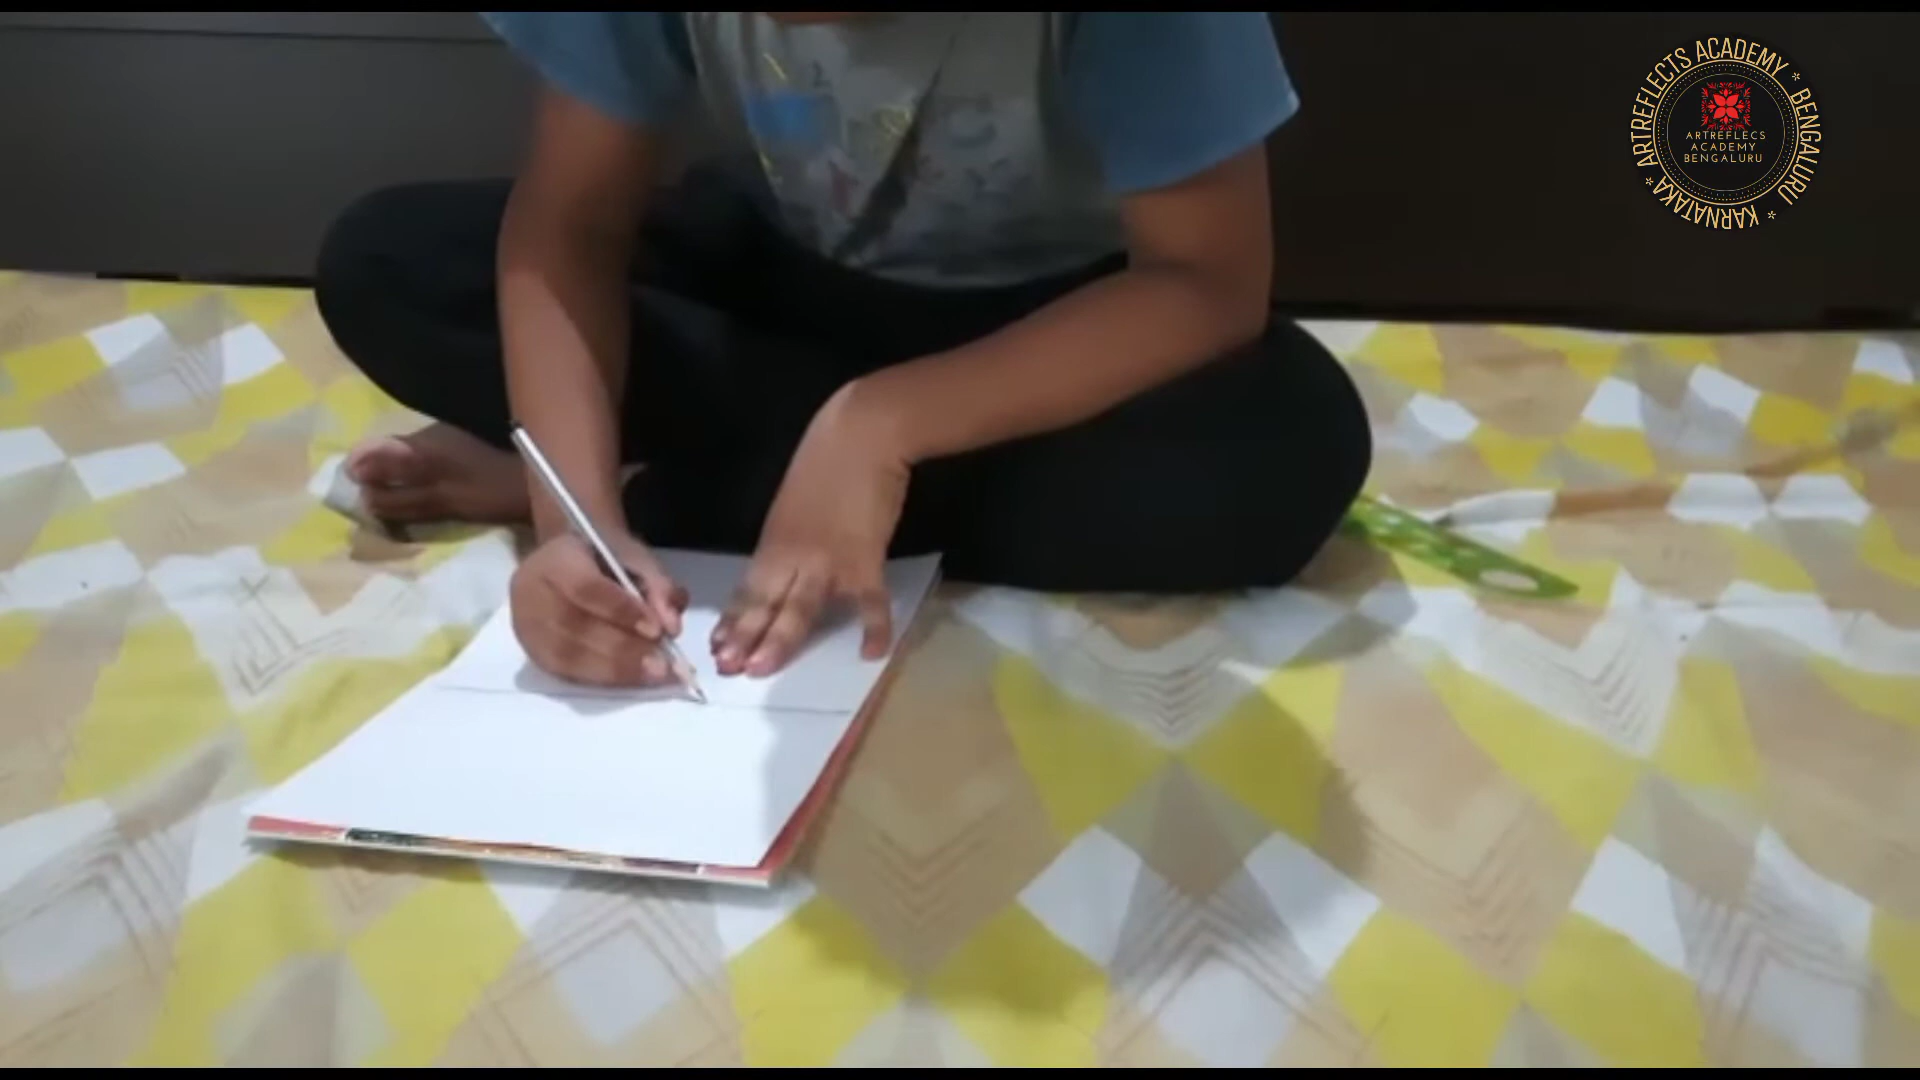 ARTREFLECTS ACADEMY * BENGALURU * KARNATAKA *
ARTREFLECS
ACADEMY
BENGALURU